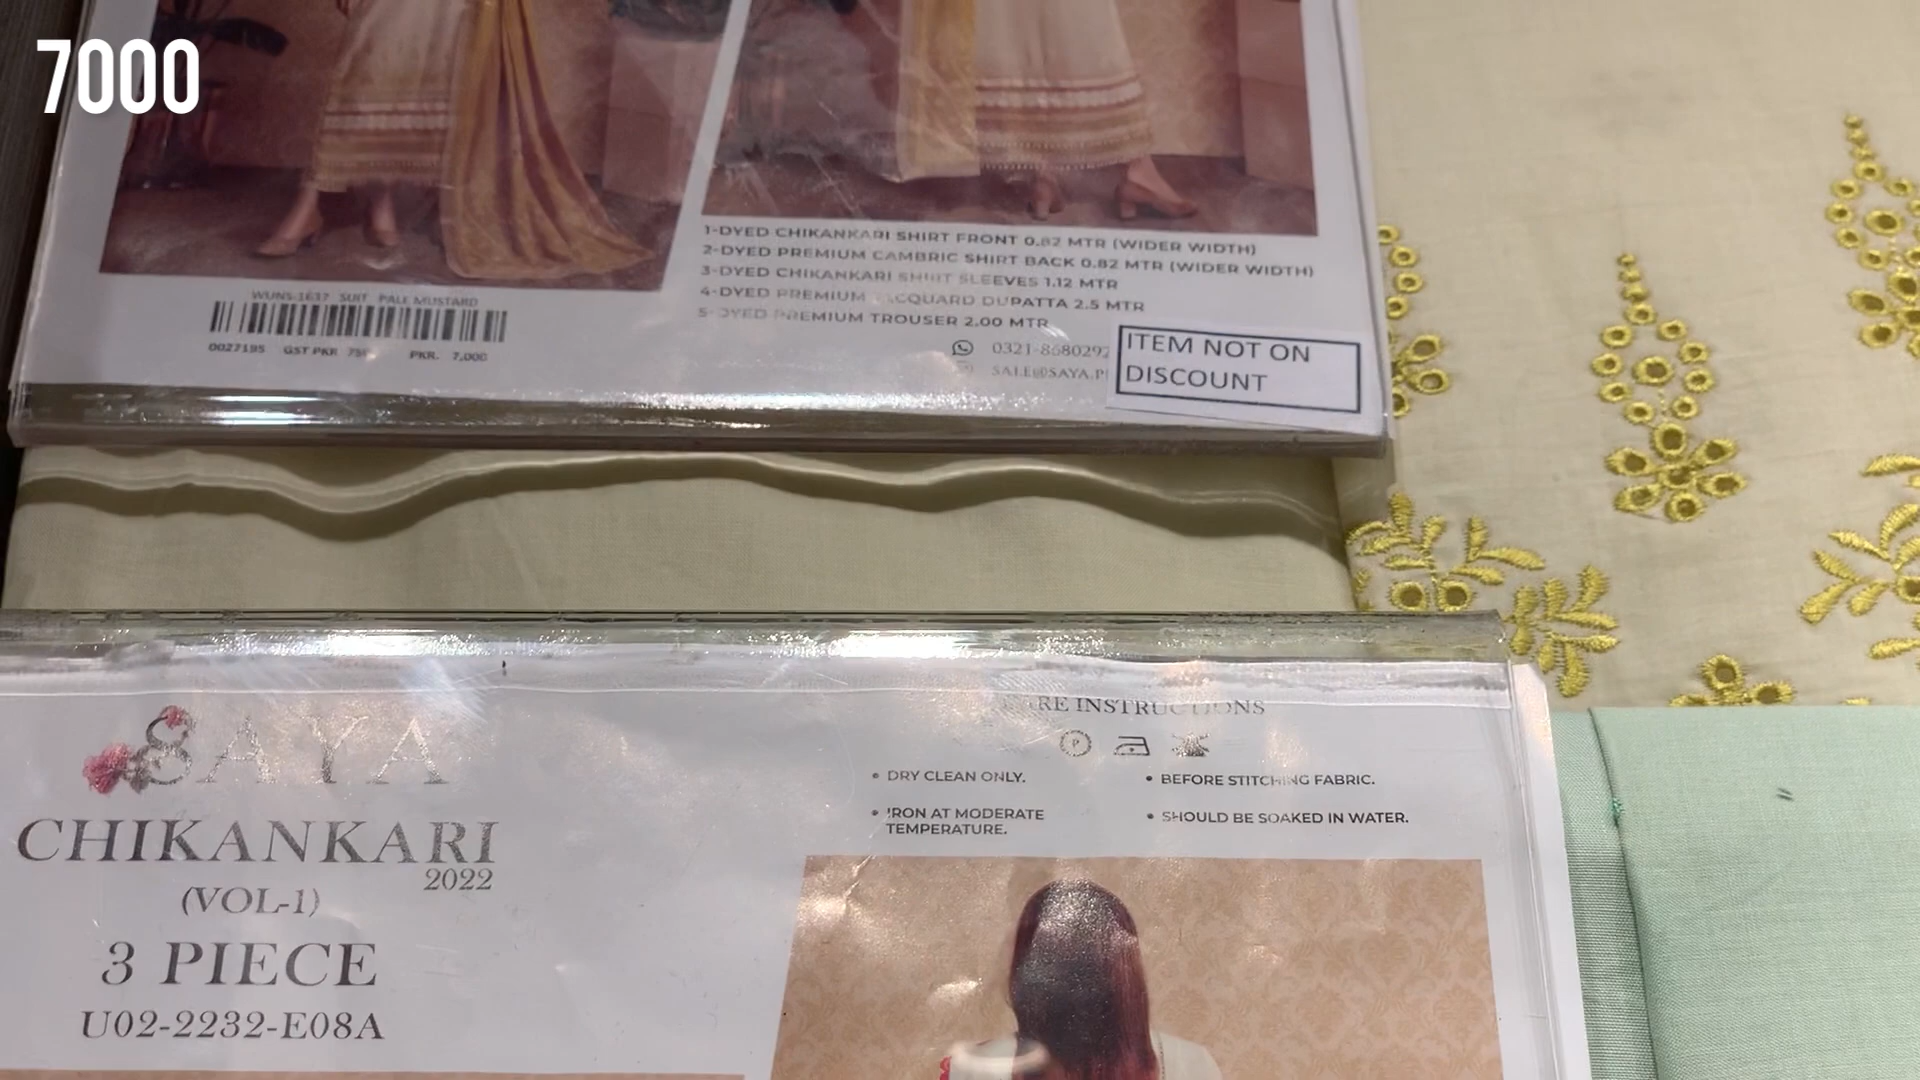 7000
1-DYED CHIKANKARI SHIRT FRONT 0.82 MTR (WIDER WIDTH)
2-DYED PREMIUM CAMBRIC SHIRT BACK 0.82 MTR (WIDER WIDTH)
3-DYED CHIKANKARI SHIRT SLEEVES 1.12 MTR
4-DYED PREMIUM JACQUARD DUPATTA 2.5 MTR
5-DYED PREMIUM TROUSER 2.00 MTR
WUNS-1637 SUIT PALE MUSTARD
0027195 GST PKR PKR. 7,000
0321-8680292
SALE@SAYA.P
ITEM NOT ON
DISCOUNT
SAYA
CHIKANKARI
2022
(VOL-1)
3 PIECE
U02-2232-E08A
CARE INSTRUCTIONS
• DRY CLEAN ONLY.
• IRON AT MODERATE
TEMPERATURE.
• BEFORE STITCHING FABRIC.
• SHOULD BE SOAKED IN WATER.